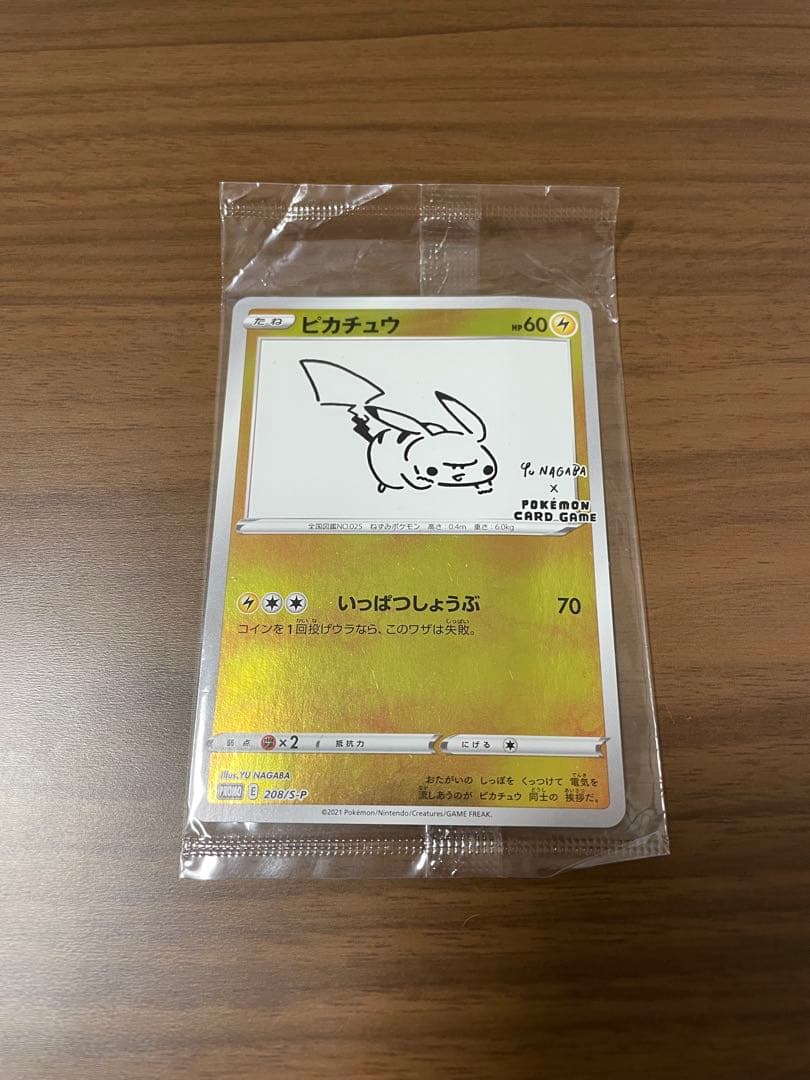 たね ピカチュウ HP60
Yu NAGABA
×
POKÉMON
CARD GAME
全国図鑑NO.025 ねずみポケモン 高さ:0.4m 重さ:6.0kg
いっぱつしょうぶ 70
コインを1回投げウラなら、このワザは失敗。
弱点 ×2 抵抗力 にげる
Illus.YU NAGABA
PROMO E 208/S-P
おたがいの しっぽを くっつけて 電気を
流しあうのが ピカチュウ 同士の 挨拶だ。
©2021 Pokémon/Nintendo/Creatures/GAME FREAK.